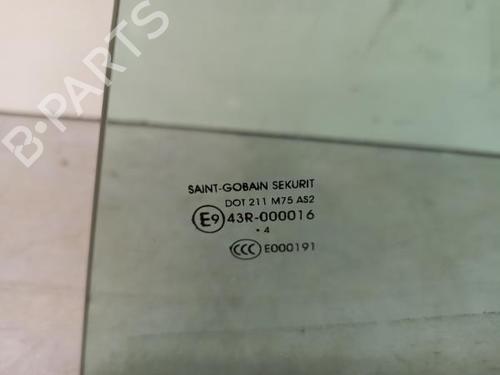 B-PARTS
SAINT-GOBAIN SEKURIT
DOT 211 M75 AS2
E9 43R-000016
• 4
CCC E000191